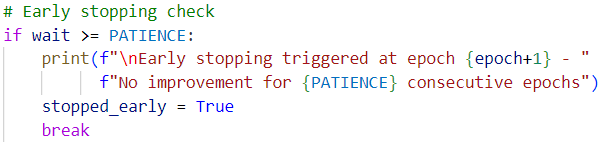 # Early stopping check
if wait >= PATIENCE:
    print(f"\nEarly stopping triggered at epoch {epoch+1} - "
          f"No improvement for {PATIENCE} consecutive epochs")
    stopped_early = True
    break